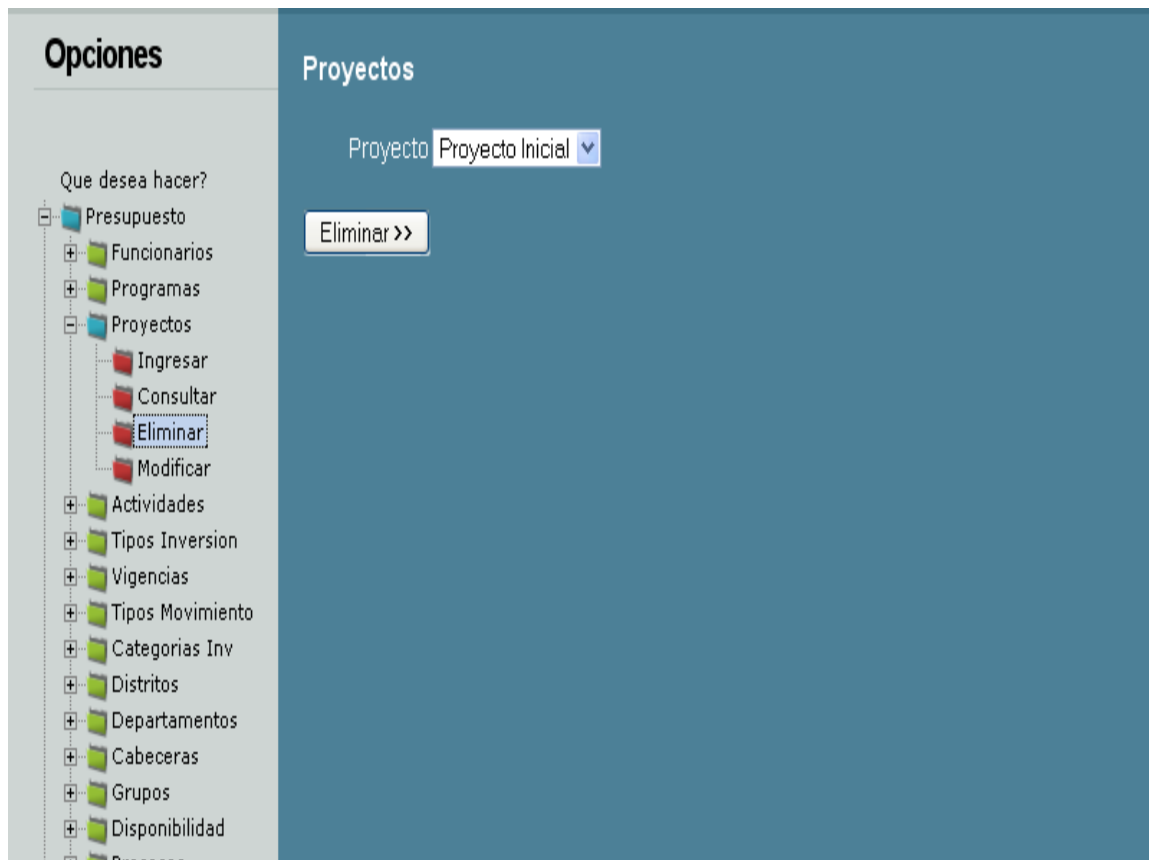 Opciones
Que desea hacer?
Presupuesto
Funcionarios
Programas
Proyectos
Ingresar
Consultar
Eliminar
Modificar
Actividades
Tipos Inversion
Vigencias
Tipos Movimiento
Categorias Inv
Distritos
Departamentos
Cabeceras
Grupos
Disponibilidad
Proyectos
Proyecto Proyecto Inicial
Eliminar >>